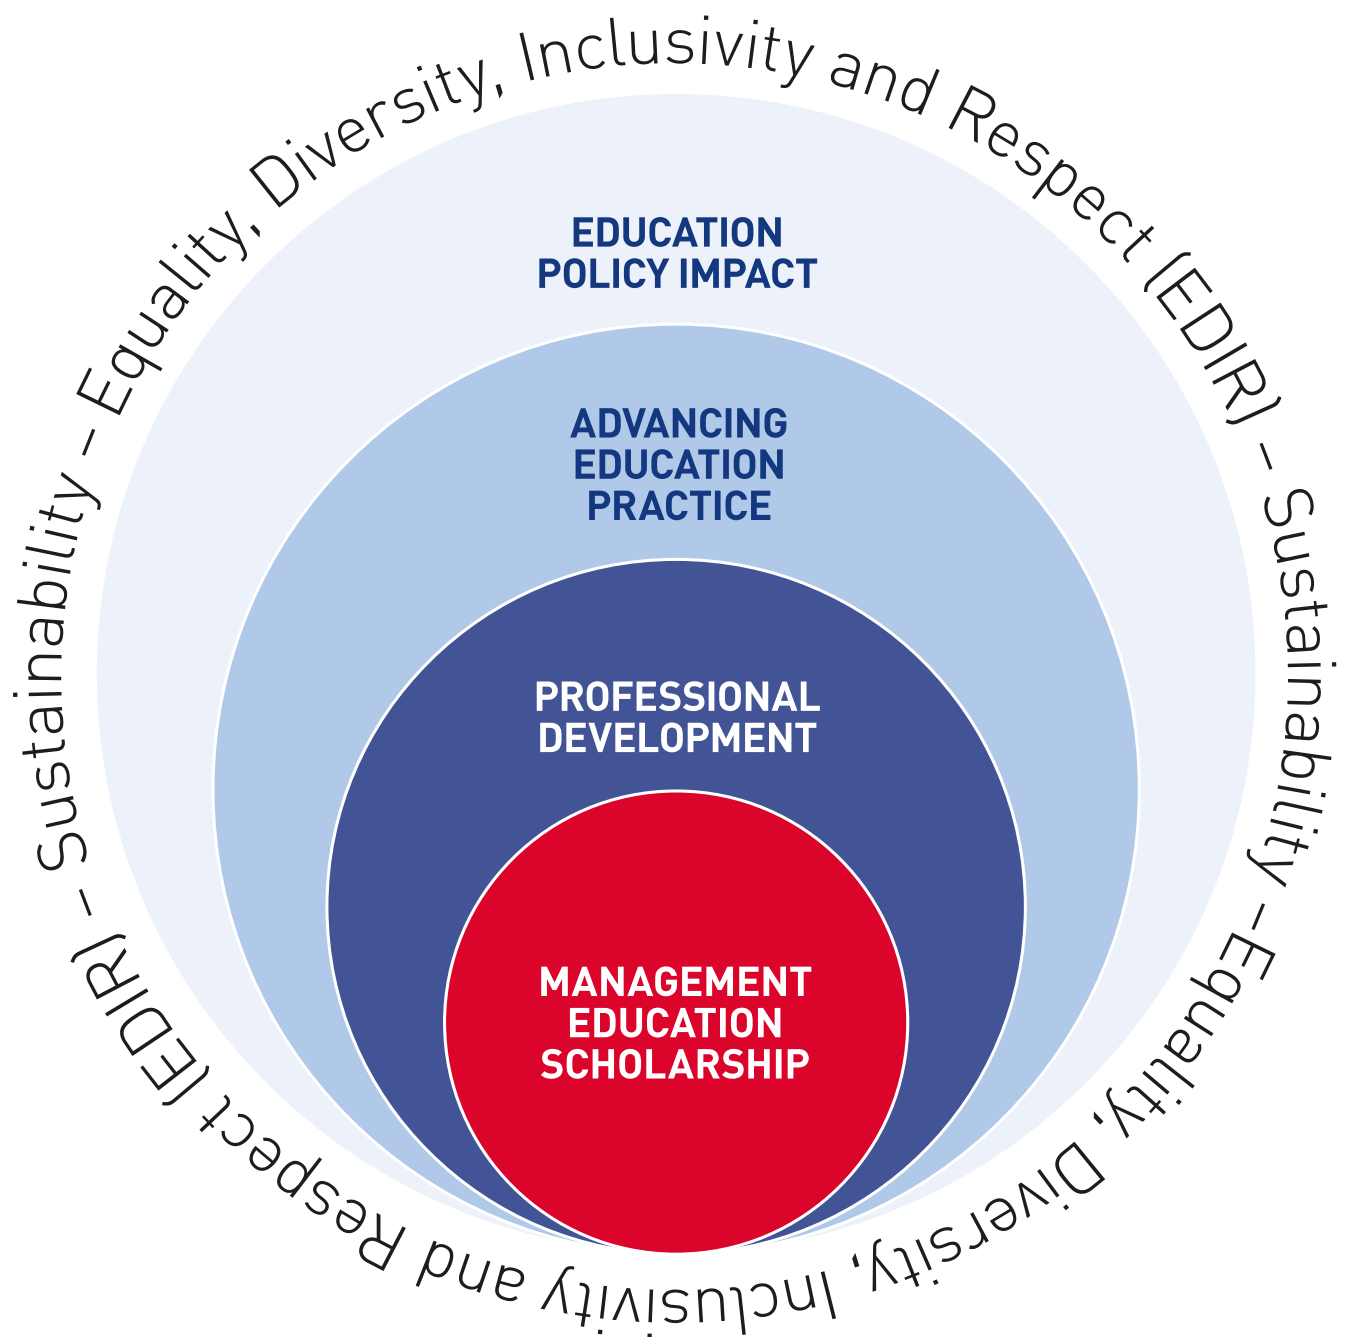 Equality, Diversity, Inclusivity and Respect (EDIR) – Sustainability –Equality, Diversity, Inclusivity and Respect (EDIR) – Sustainability –
EDUCATION
POLICY IMPACT
ADVANCING
EDUCATION
PRACTICE
PROFESSIONAL
DEVELOPMENT
MANAGEMENT
EDUCATION
SCHOLARSHIP